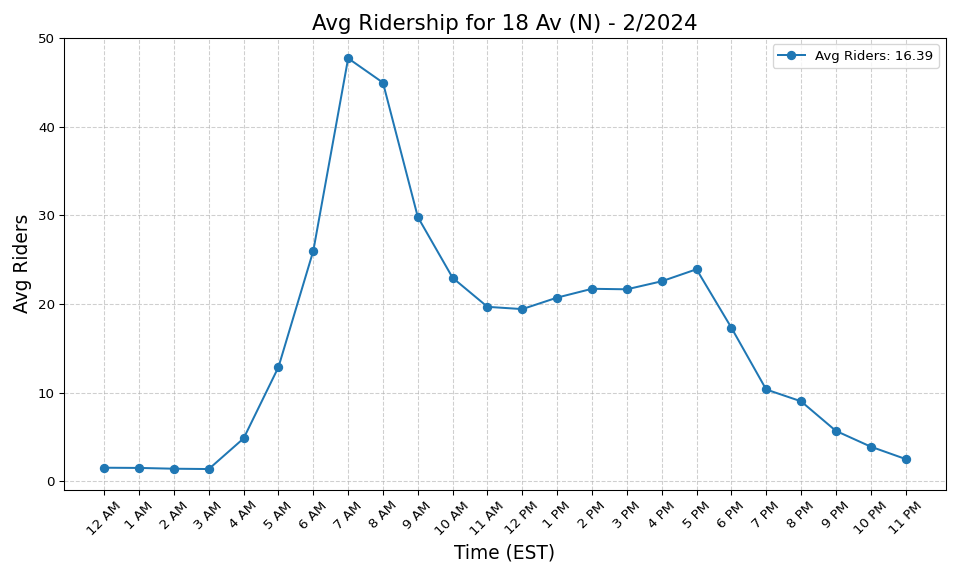 Avg Ridership for 18 Av (N) - 2/2024
Avg Riders: 16.39
Avg Riders
50
40
30
20
10
0
12 AM 1 AM 2 AM 3 AM 4 AM 5 AM 6 AM 7 AM 8 AM 9 AM 10 AM 11 AM 12 PM 1 PM 2 PM 3 PM 4 PM 5 PM 6 PM 7 PM 8 PM 9 PM 10 PM 11 PM
Time (EST)